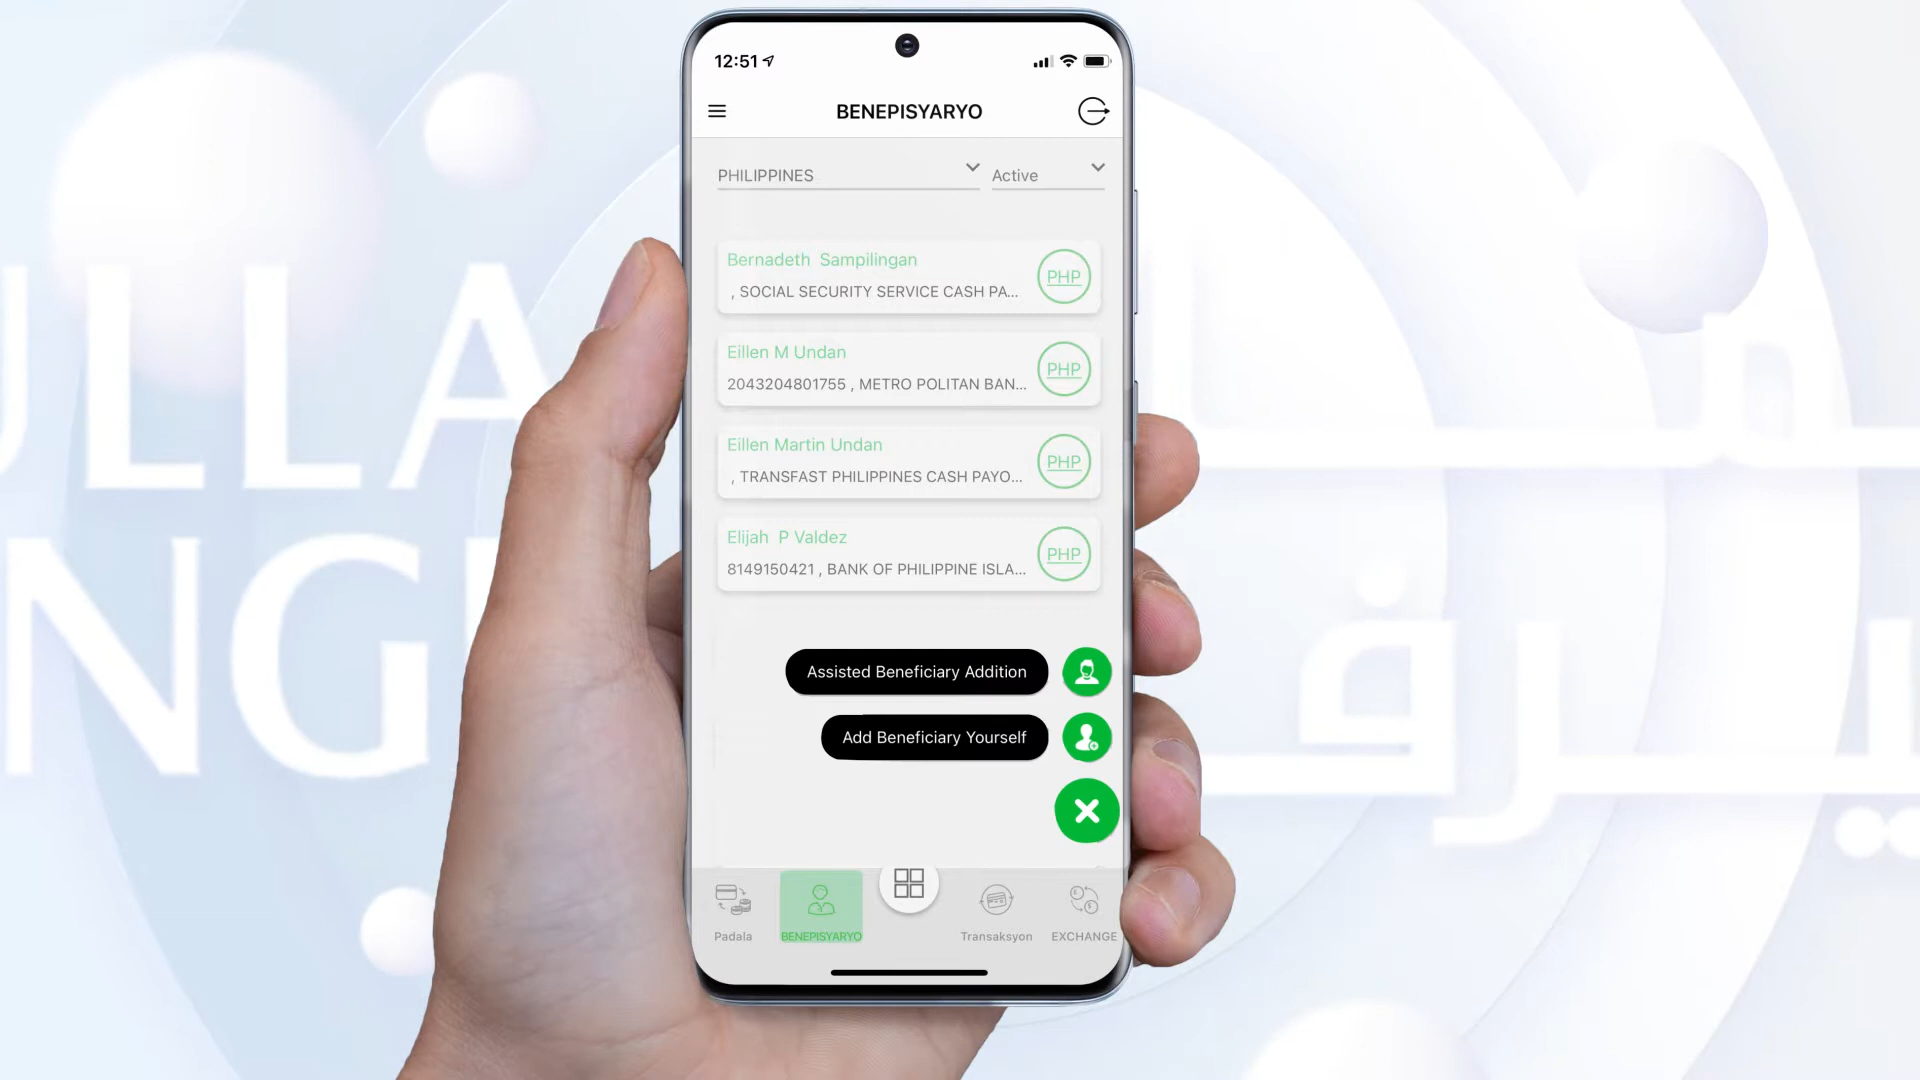 12:51
BENEPISYARYO
PHILIPPINES
Active
Bernadeth Sampilingan
, SOCIAL SECURITY SERVICE CASH PA...
PHP
Eillen M Undan
2043204801755 , METRO POLITAN BAN...
PHP
Eillen Martin Undan
, TRANSFAST PHILIPPINES CASH PAYO...
PHP
Elijah P Valdez
8149150421 , BANK OF PHILIPPINE ISLA...
PHP
Assisted Beneficiary Addition
Add Beneficiary Yourself
Padala
BENEPISYARYO
Transaksyon
EXCHANGE